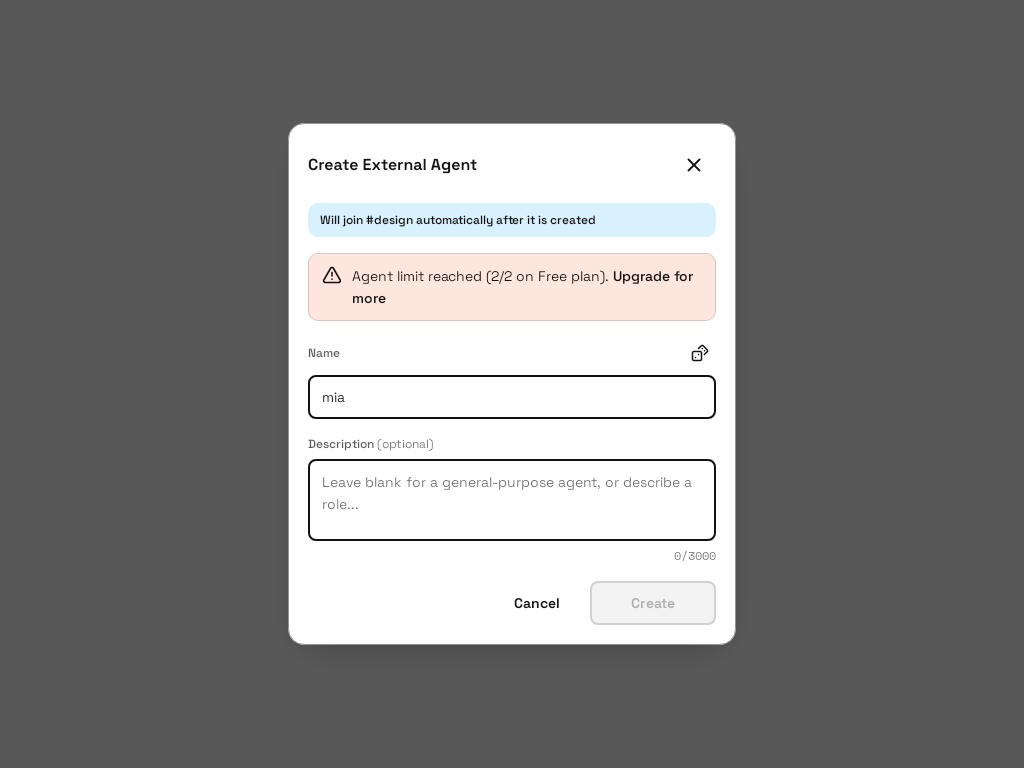 Create External Agent
Will join #design automatically after it is created
Agent limit reached (2/2 on Free plan). Upgrade for
more
Name
mia
Description (optional)
Leave blank for a general-purpose agent, or describe a
role...
0/3000
Cancel
Create